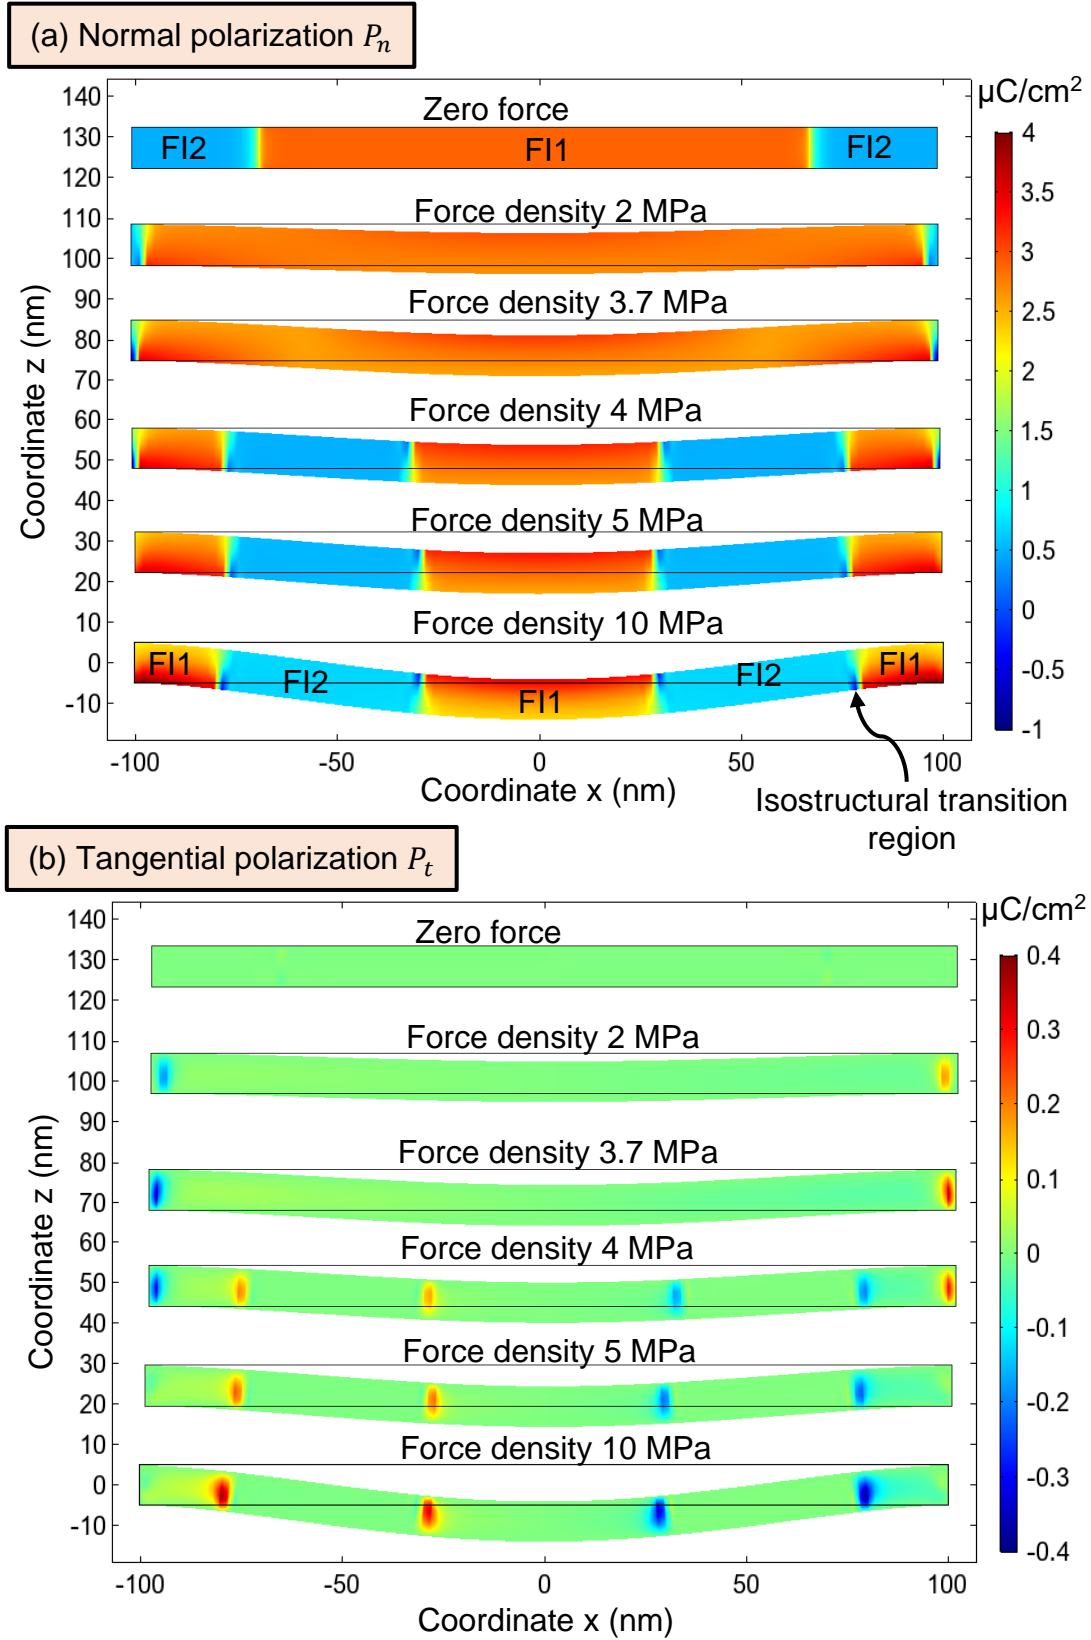 (a) Normal polarization Pₙ
μC/cm²
140
130
120
110
100
90
80
70
60
50
40
30
20
10
0
-10
Coordinate z (nm)
Zero force
FI2 FI1 FI2
Force density 2 MPa
Force density 3.7 MPa
Force density 4 MPa
Force density 5 MPa
Force density 10 MPa
FI1 FI2 FI1 FI2 FI1
4
3.5
3
2.5
2
1.5
1
0.5
0
-0.5
-1
-100 -50 0 50 100
Coordinate x (nm)
Isostructural transition
region
(b) Tangential polarization Pₜ
μC/cm²
140
130
120
110
100
90
80
70
60
50
40
30
20
10
0
-10
Coordinate z (nm)
Zero force
Force density 2 MPa
Force density 3.7 MPa
Force density 4 MPa
Force density 5 MPa
Force density 10 MPa
0.4
0.3
0.2
0.1
0
-0.1
-0.2
-0.3
-0.4
-100 -50 0 50 100
Coordinate x (nm)